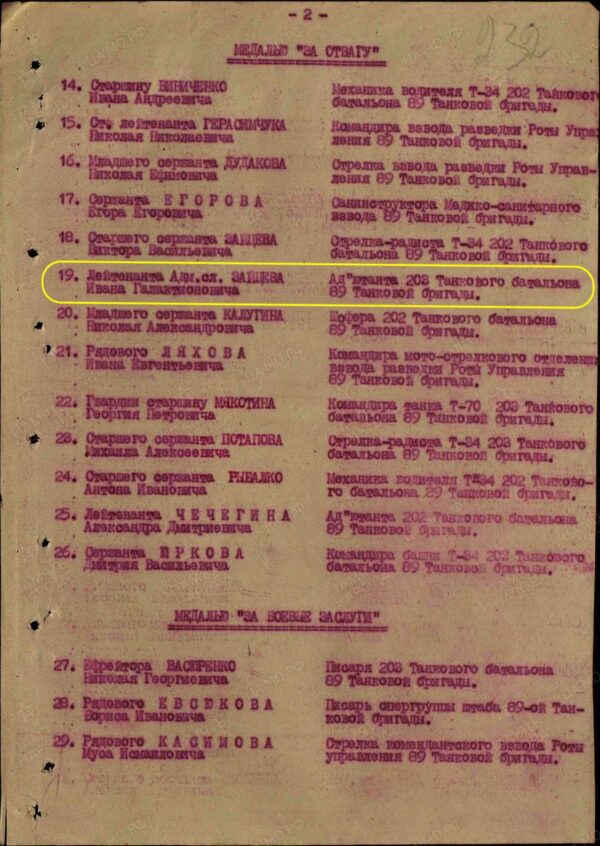 - 2 -
232
МЕДАЛЬЮ "ЗА ОТВАГУ"
14. Старшину ВИНИЧЕНКО Механика водителя Т-34 202 Танкового
Ивана Андреевича батальона 89 Танковой бригады.
15. Ст. лейтенанта ГЕРАСИМЧУКА Командира взвода разведки Роты Управ
Николая Николаевича ления 89 Танковой бригады.
16. Младшего сержанта ДУДАКОВА Стрелка взвода разведки Роты Управ-
Николая Ефимовича ления 89 Танковой бригады.
17. Сержанта ЕГОРОВА Санинструктора Медико-санитарного
Егора Егоровича взвода 89 Танковой бригады.
18. Старшего сержанта ЗАЙЦЕВА Стрелка-радиста Т-34 202 Танкового
Виктора Васильевича батальона 89 Танковой бригады.
19. Лейтенанта Адм.сл. ЗАЙЦЕВА Ад"ютанта 203 Танкового батальона
Ивана Галактионовича 89 Танковой бригады.
20. Младшего сержанта КАЛУГИНА Шофера 202 Танкового батальона
Николая Александровича 89 Танковой бригады.
21. Рядового ЛЯХОВА Командира мото-стрелкового отделения
Ивана Евгентьевича взвода разведки Роты Управления
89 Танковой бригады.
22. Гвардии старшину МЯКОТИНА Командира танка Т-70 203 Танкового
Георгия Петровича батальона 89 Танковой бригады.
23. Старшего сержанта ПОТАПОВА Стрелка-радиста Т-34 203 Танкового
Михаила Алексеевича батальона 89 Танковой бригады.
24. Старшего сержанта РЫБАЛКО Механика водителя Т-34 202 Танково-
Антона Ивановича го батальона 89 Танковой бригады.
25. Лейтенанта ЧЕЧЕГИНА Ад"ютанта 202 Танкового батальона
Александра Дмитриевича 89 Танковой бригады.
26. Сержанта ЮРКОВА Командира башни Т-34 202 Танкового
Дмитрия Васильевича батальона 89 Танковой бригады.
МЕДАЛЬЮ "ЗА БОЕВЫЕ ЗАСЛУГИ"
27. Ефрейтора ВАСЮРЕНКО Писаря 203 Танкового батальона
Николая Георгиевича 89 Танковой бригады.
28. Рядового ЕВСЮКОВА Писарь опергруппы штаба 89-ой Тан-
Бориса Ивановича ковой бригады.
29. Рядового КАСИМОВА Стрелка комендантского взвода Роты
Муса Исмаиловича управления 89 Танковой бригады.